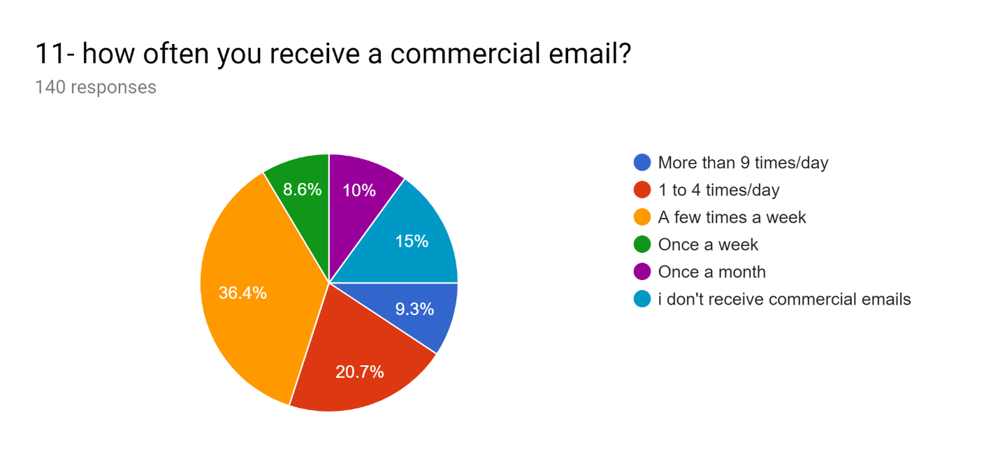 11- how often you receive a commercial email?
140 responses
8.6%
10%
15%
36.4%
9.3%
20.7%
More than 9 times/day
1 to 4 times/day
A few times a week
Once a week
Once a month
i don't receive commercial emails